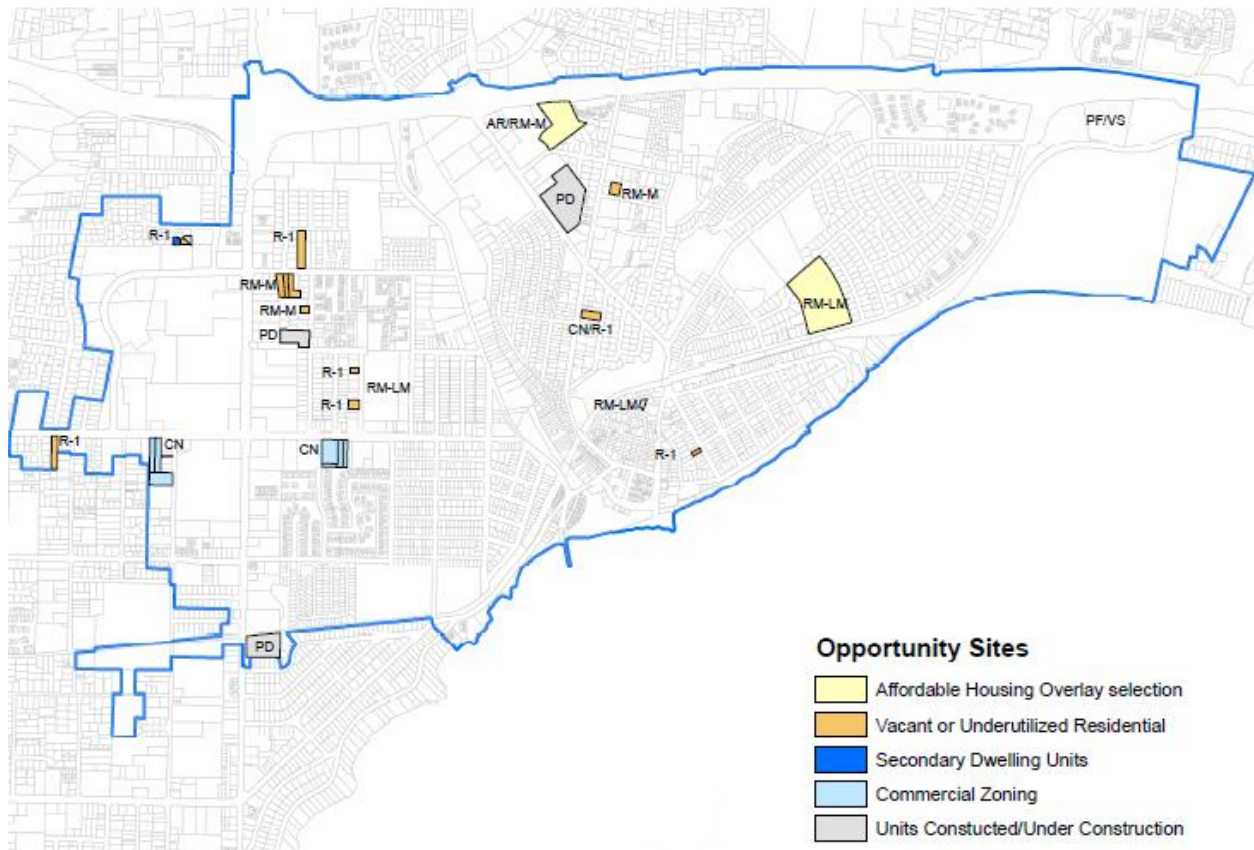 AR/RM-M
PF/VS
PD
RM-M
R-1
R-1
RM-M
RM-LM
RM-M
CN/R-1
PD
R-1
RM-LM
R-1
RM-LM
R-1
CN
CN
R-1
PD
Opportunity Sites
Affordable Housing Overlay selection
Vacant or Underutilized Residential
Secondary Dwelling Units
Commercial Zoning
Units Constucted/Under Construction